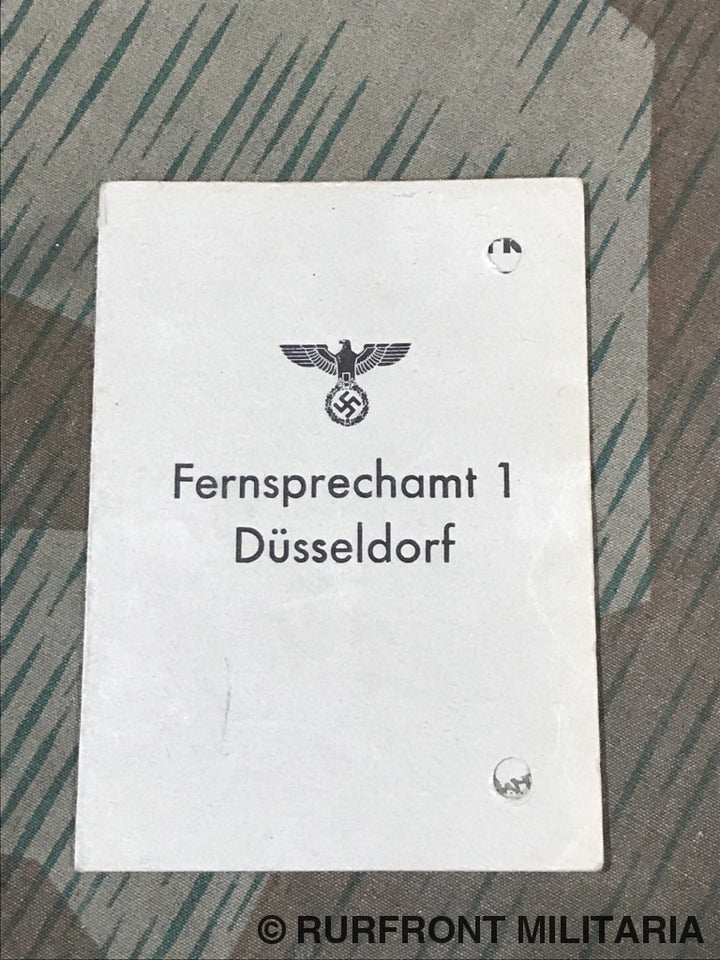 Fernsprechamt 1
Düsseldorf
© RURFRONT MILITARIA